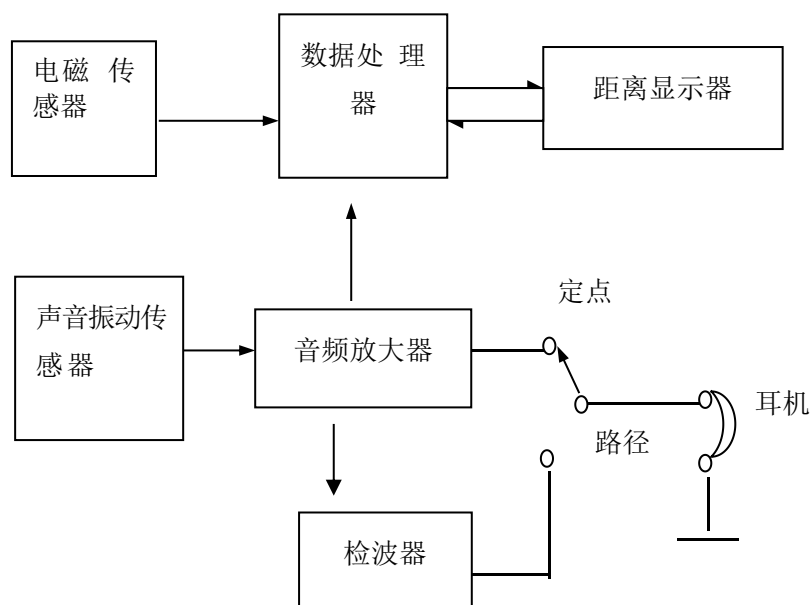 电磁 传
感器
数据处 理
器
距离显示器
声音振动传
感器
音频放大器
定点
路径
耳机
检波器